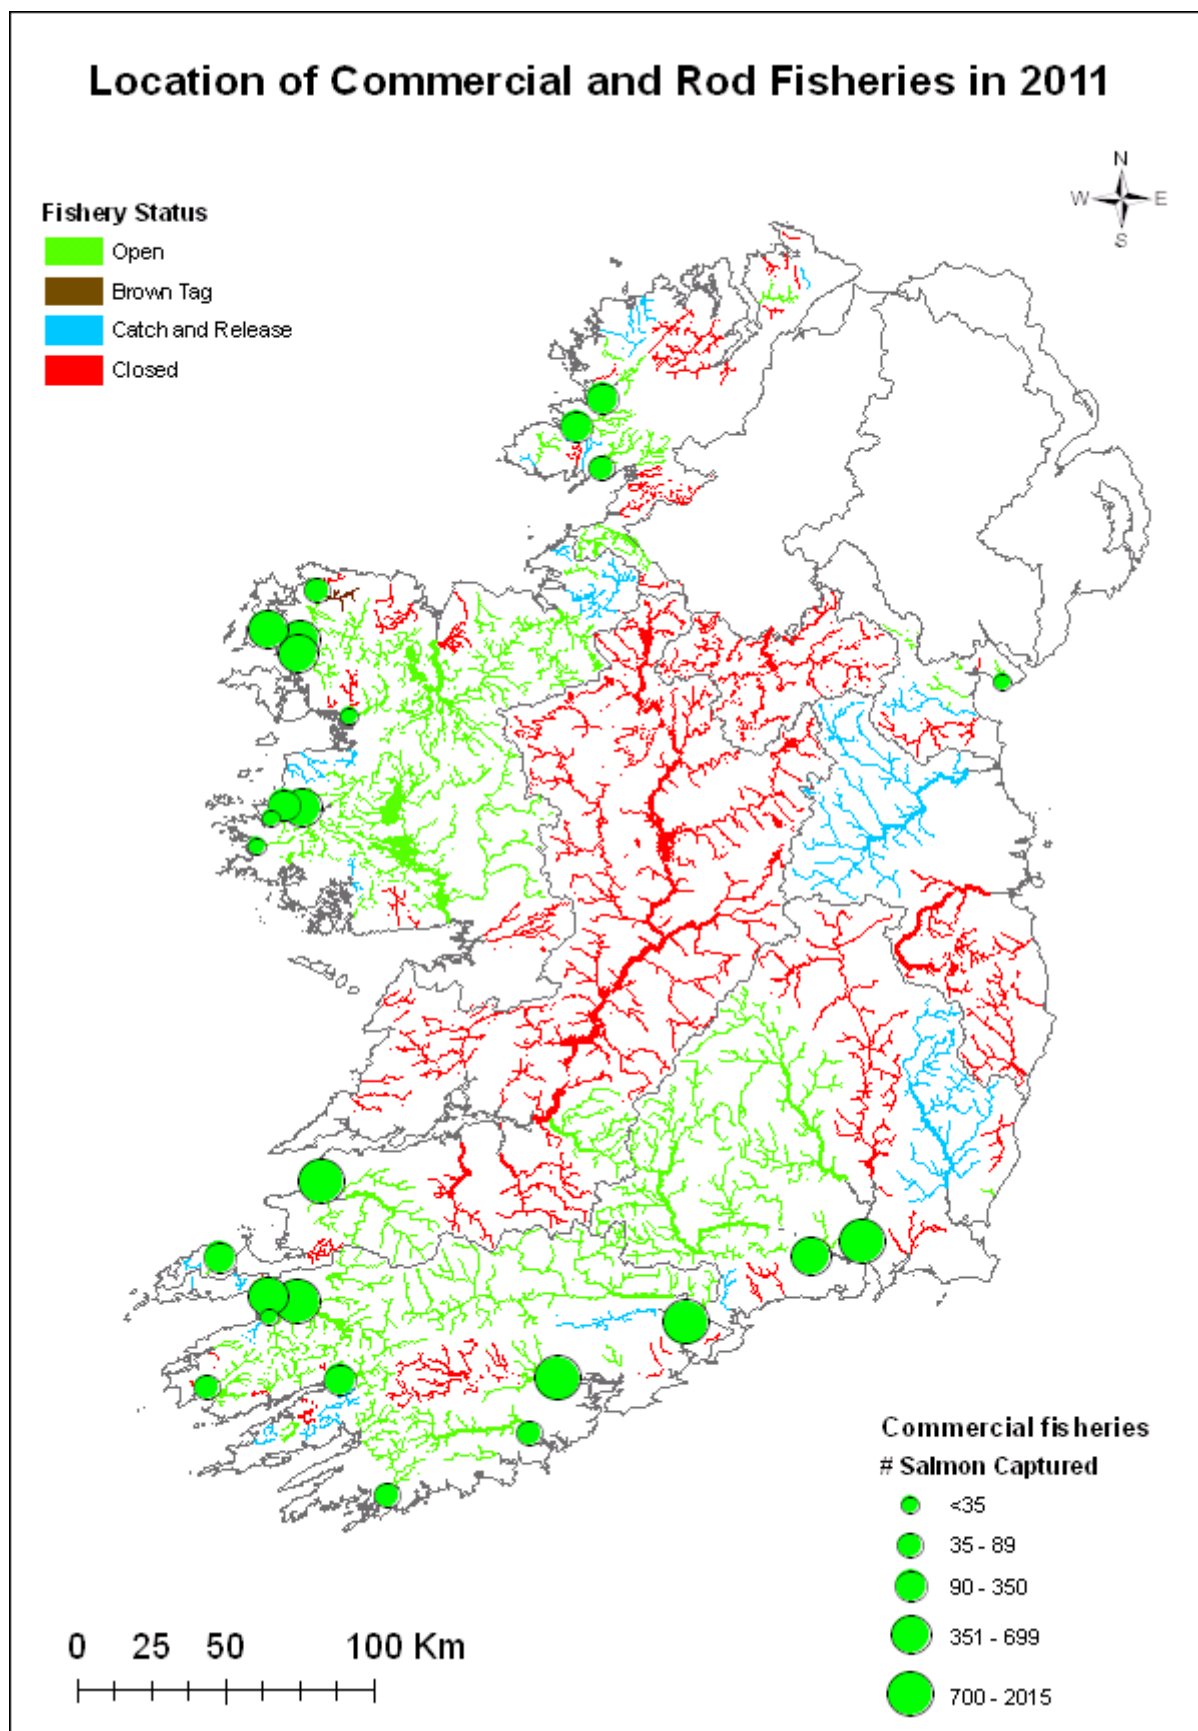 Location of Commercial and Rod Fisheries in 2011
N
W E
S
Fishery Status
Open
Brown Tag
Catch and Release
Closed
Commercial fisheries
# Salmon Captured
<35
35 - 89
90 - 350
351 - 699
700 - 2015
0 25 50 100 Km